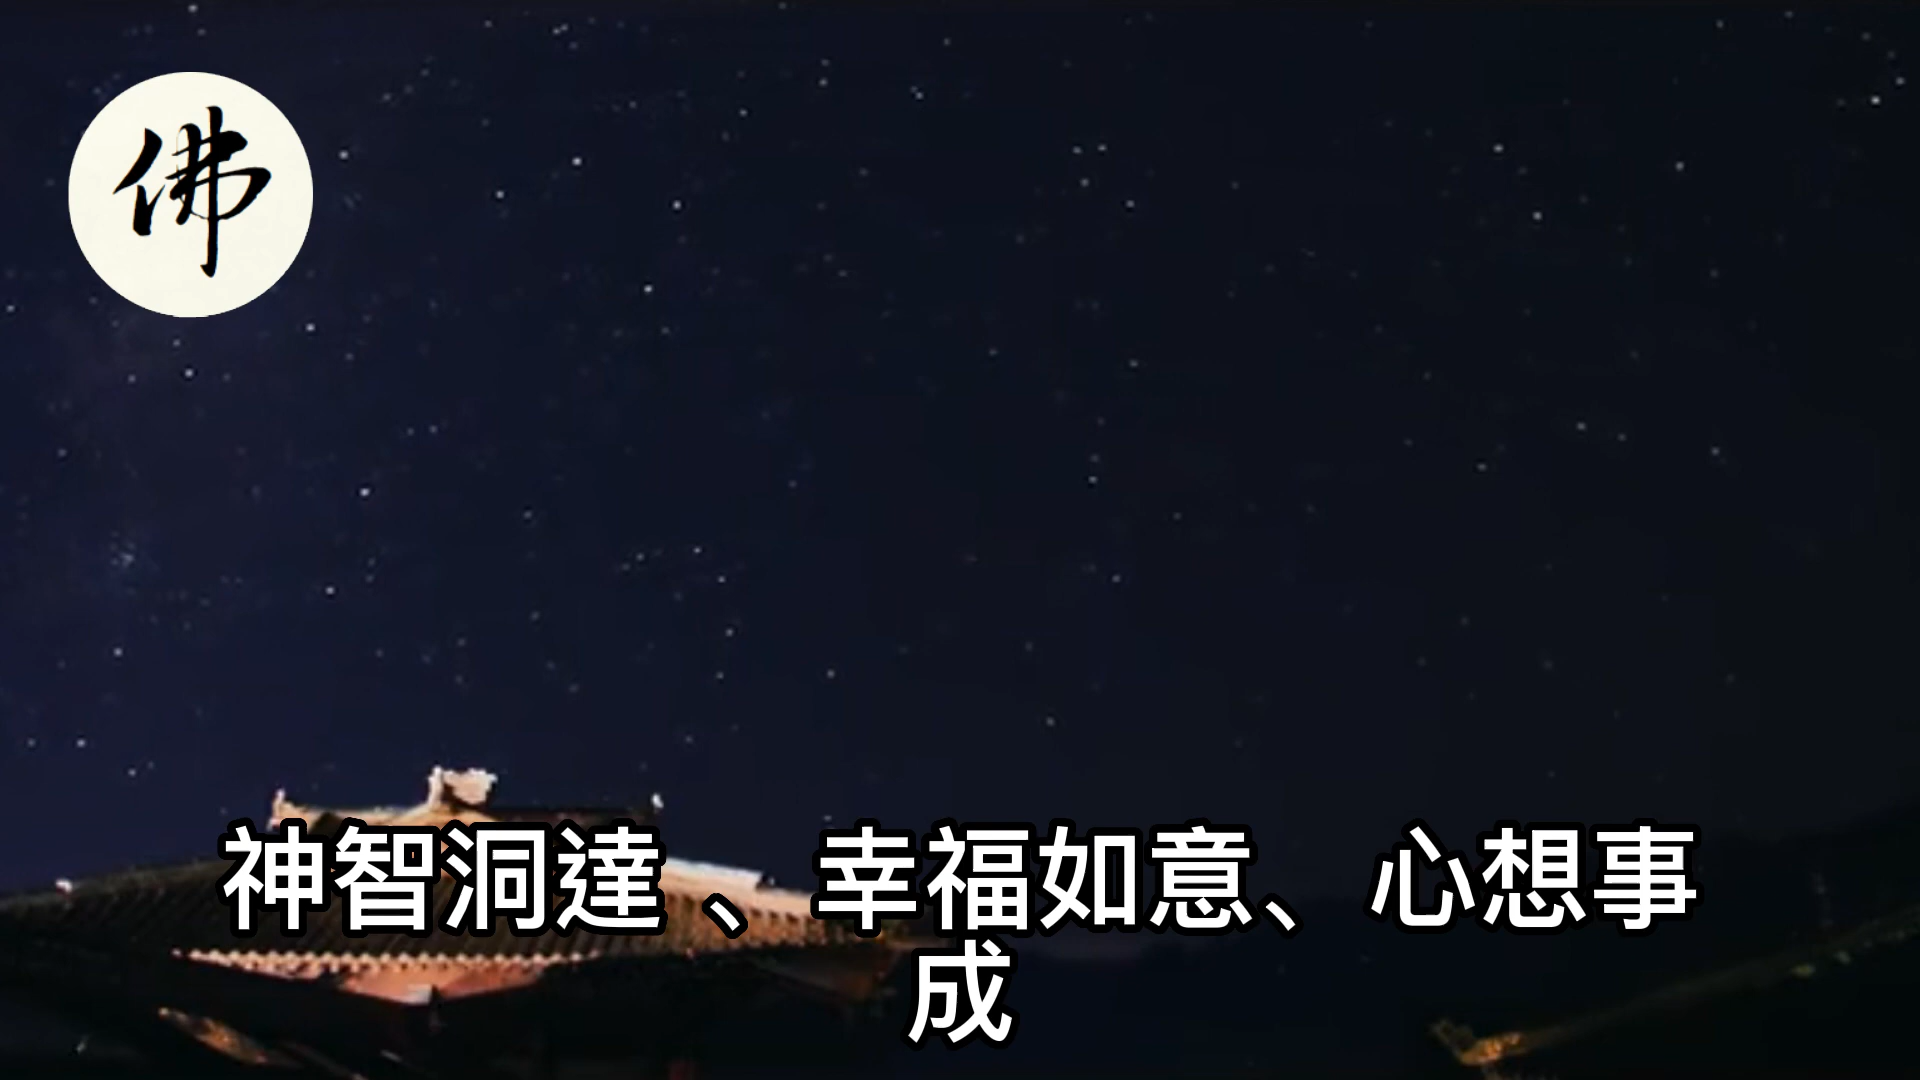 佛
神智洞達 、幸福如意、心想事
成